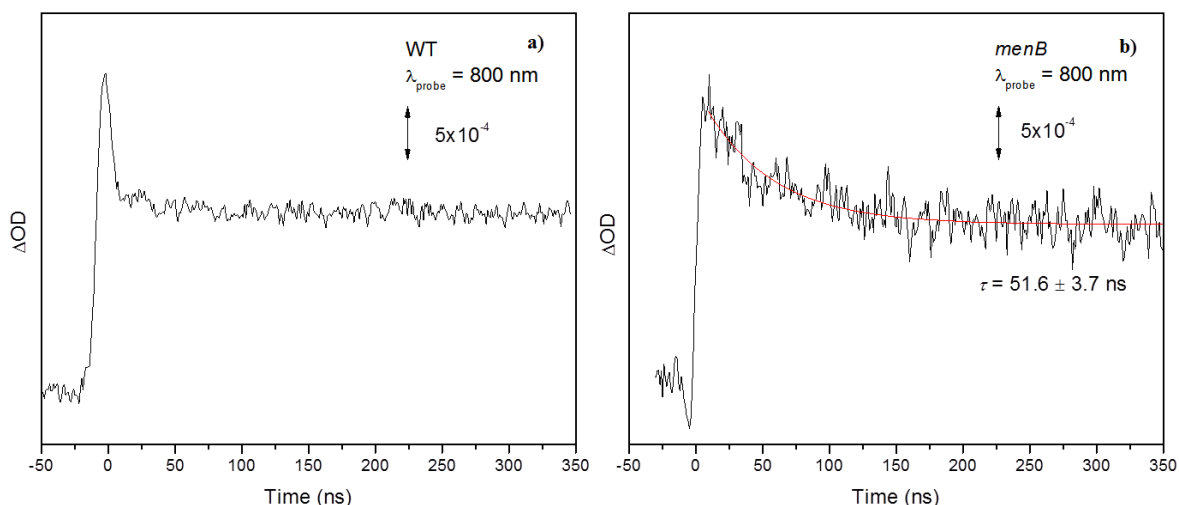 WT
a)
λprobe = 800 nm
5x10-4
ΔOD
-50 0 50 100 150 200 250 300 350
Time (ns)
menB
b)
λprobe = 800 nm
5x10-4
ΔOD
τ = 51.6 ± 3.7 ns
-50 0 50 100 150 200 250 300 350
Time (ns)